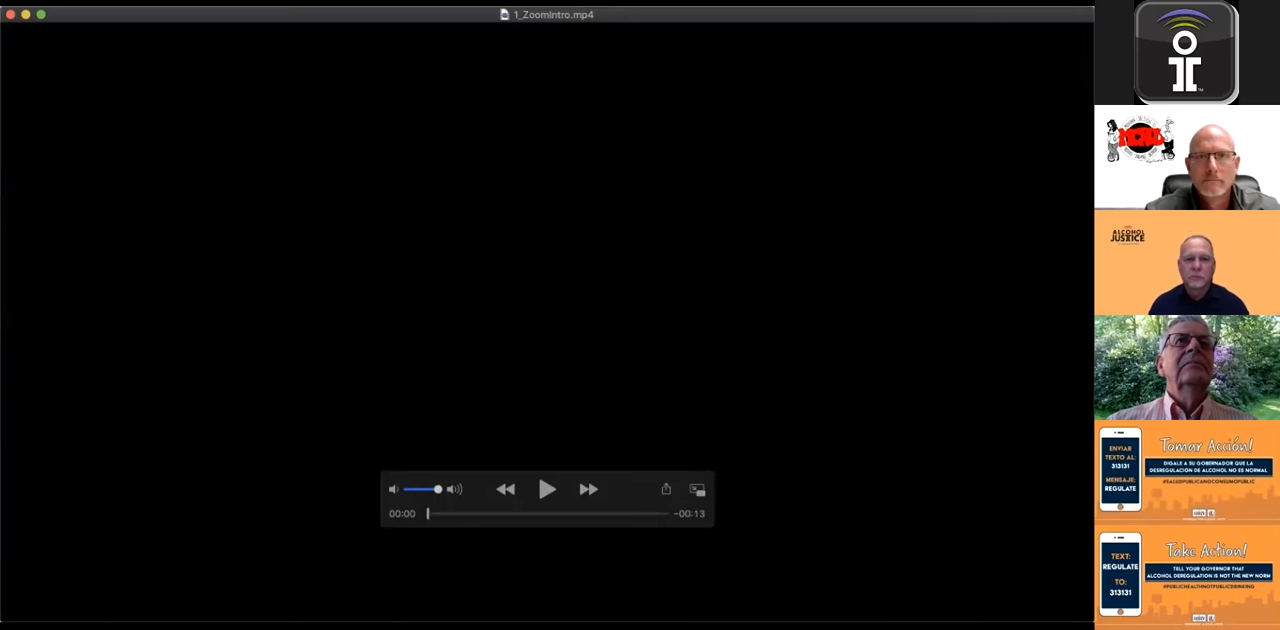 1_ZoomIntro.mp4
00:00
-00:13
ALCOHOL
JUSTICE
ENVIAR
TEXTO AL:
313131
MENSAJE:
REGULATE
Tomar Acción!
DIGALE A SU GOBERNADOR QUE LA
DESREGULACIÓN DE ALCOHOL NO ES NORMAL
#SALEDPUBLICANOCONSUMOPUBLIC
TEXT:
REGULATE
TO:
313131
Take Action!
TELL YOUR GOVERNOR THAT
ALCOHOL DEREGULATION IS NOT THE NEW NORM
#PUBLICHEALTHNOTPUBLICDRINKING